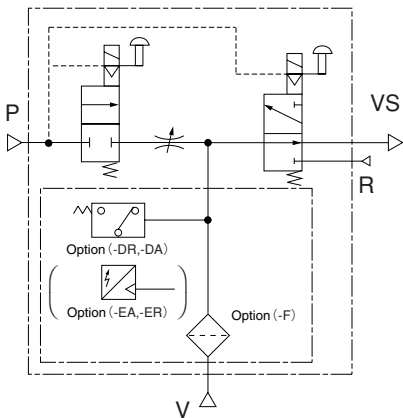 P
VS
R
Option (-DR,-DA)
Option (-EA,-ER)
Option (-F)
V